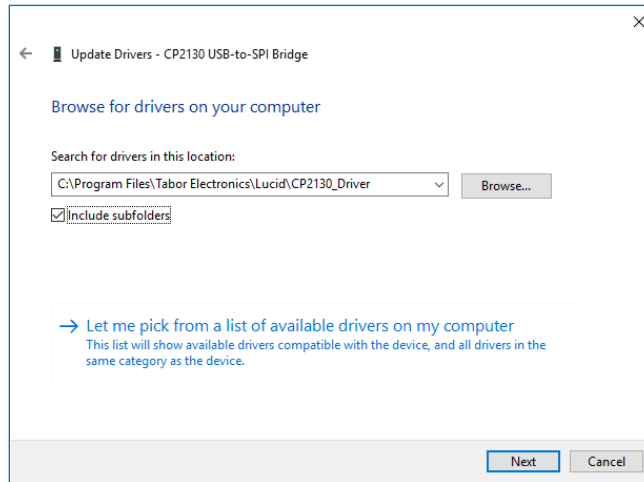 Update Drivers - CP2130 USB-to-SPI Bridge
Browse for drivers on your computer
Search for drivers in this location:
C:\Program Files\Tabor Electronics\Lucid\CP2130_Driver
Browse...
Include subfolders
Let me pick from a list of available drivers on my computer
This list will show available drivers compatible with the device, and all drivers in the
same category as the device.
Next
Cancel